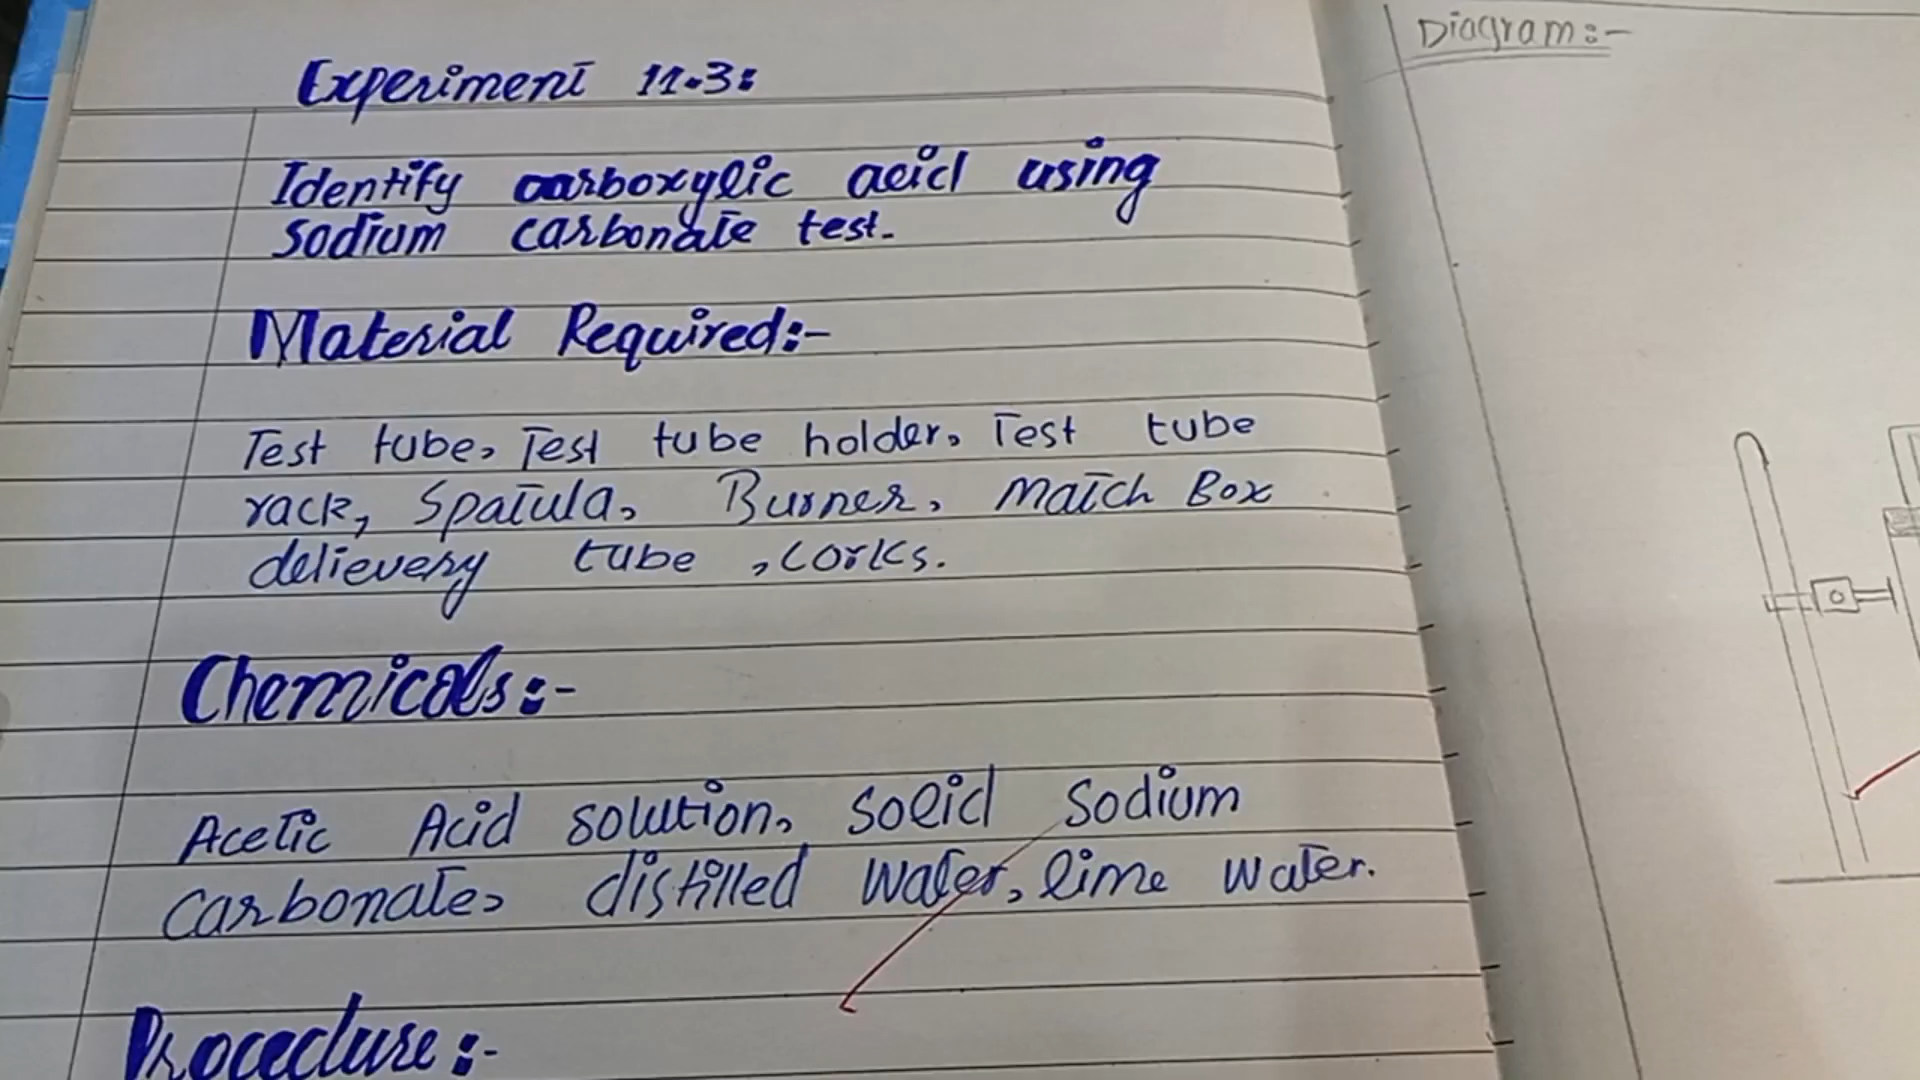 Experiment 11.3:
Identify carboxylic acid using
sodium carbonate test.
Material Required:-
Test tube, Test tube holder, Test tube
rack, Spatula, Burner, Match Box
delievery tube, corks.
Chemicals:-
Acetic Acid solution, solid Sodium
Carbonate, distilled water, lime water.
Procedure:-
Diagram:-